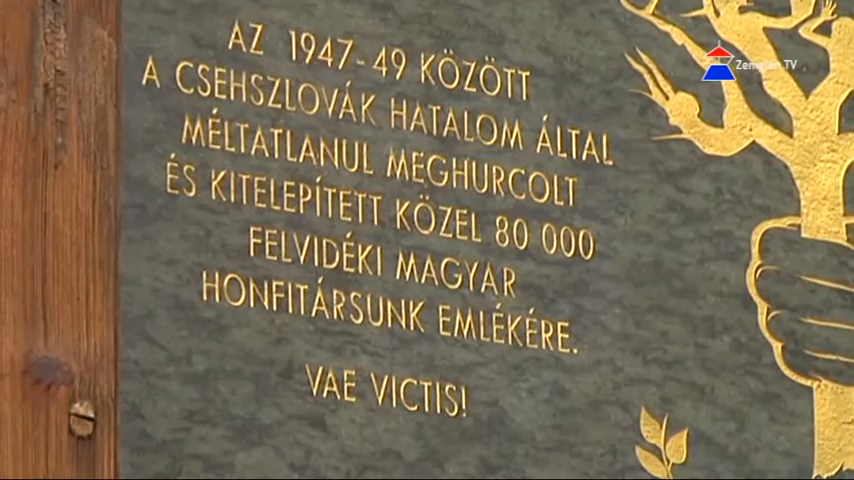 AZ 1947-49 KÖZÖTT
A CSEHSZLOVÁK HATALOM ÁLTAL
MÉLTATLANUL MEGHURCOLT
ÉS KITELEPÍTETT KÖZEL 80 000
FELVIDÉKI MAGYAR
HONFITÁRSUNK EMLÉKÉRE.
VAE VICTIS!
Zemplén TV